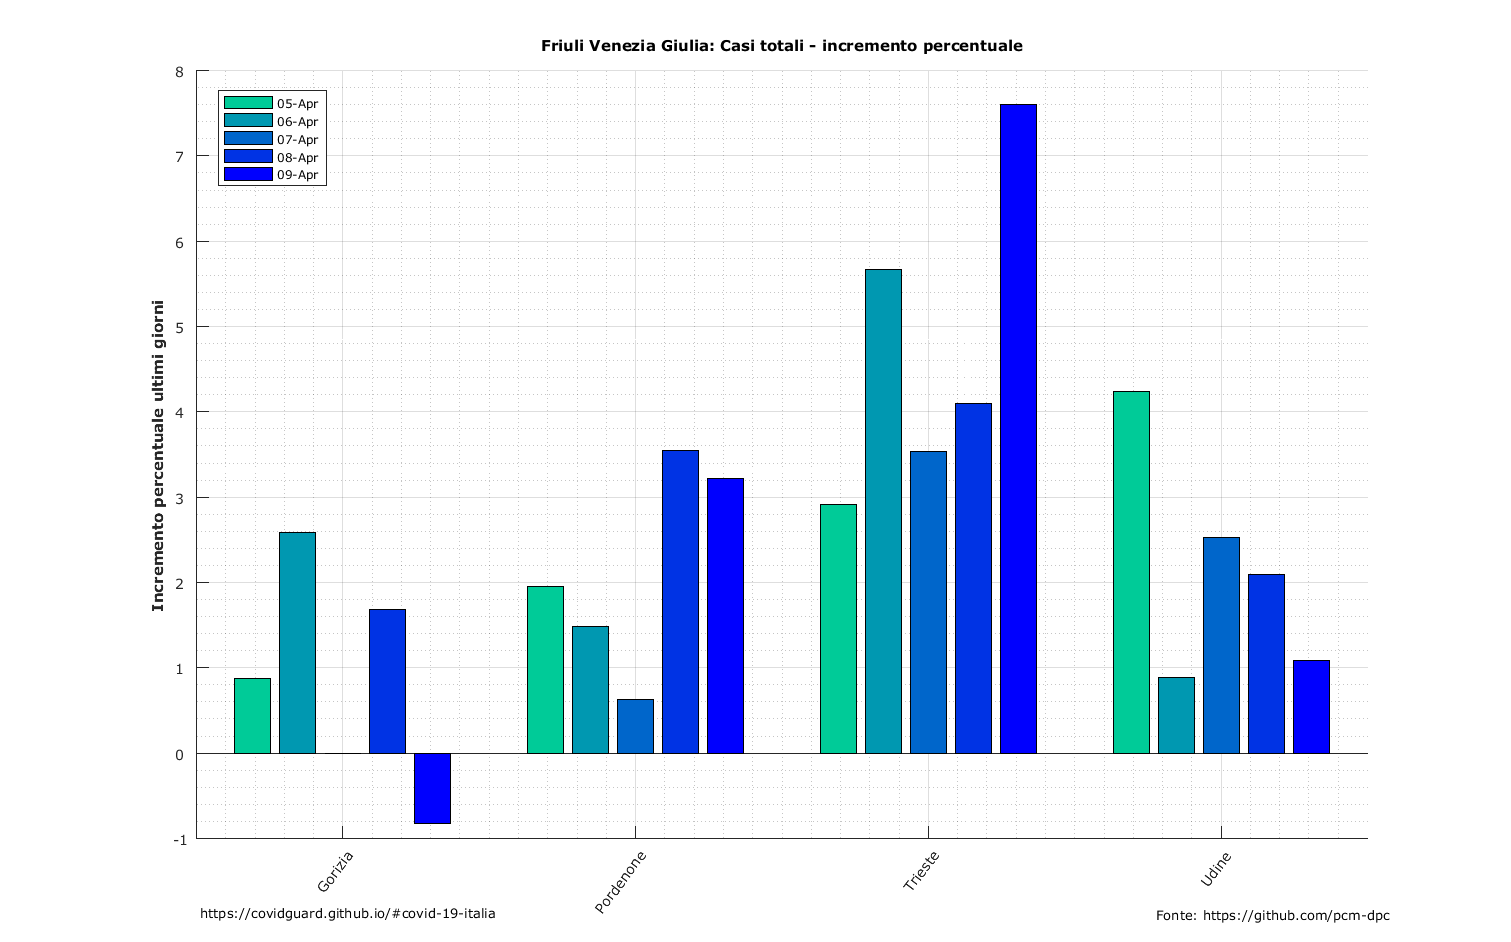 Friuli Venezia Giulia: Casi totali - incremento percentuale
8
7
6
5
4
3
2
1
0
-1
Incremento percentuale ultimi giorni
05-Apr
06-Apr
07-Apr
08-Apr
09-Apr
Gorizia
Pordenone
Trieste
Udine
https://covidguard.github.io/#covid-19-italia
Fonte: https://github.com/pcm-dpc